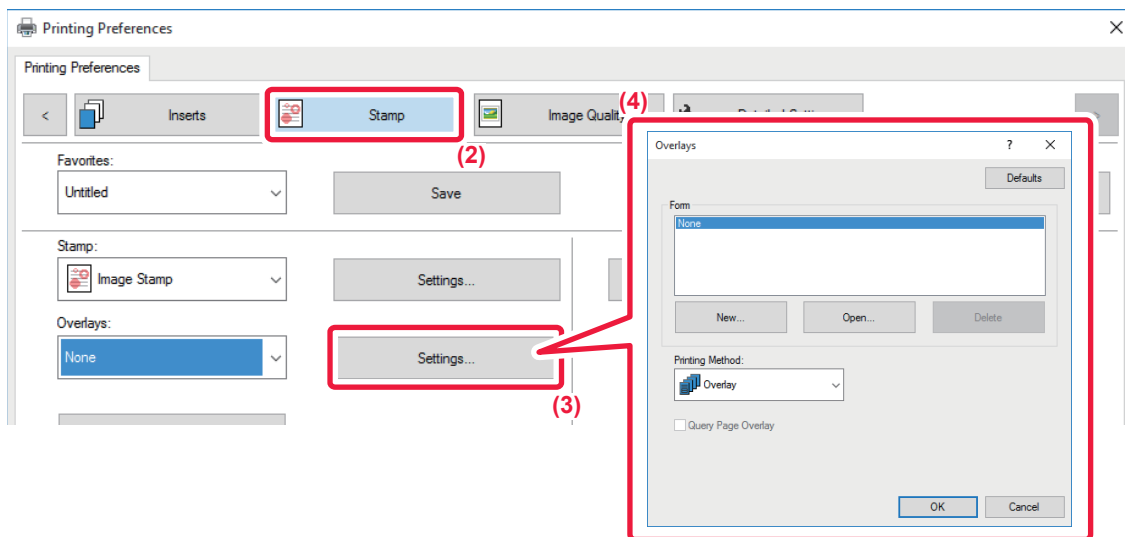 Printing Preferences
Printing Preferences
<
Inserts
Stamp
Image Quality
(4)
(2)
Favorites:
Untitled
Save
Stamp:
Image Stamp
Settings...
Overlays:
None
Settings...
(3)
Overlays
?
Defaults
Form
None
New...
Open...
Delete
Printing Method:
Overlay
Query Page Overlay
OK
Cancel